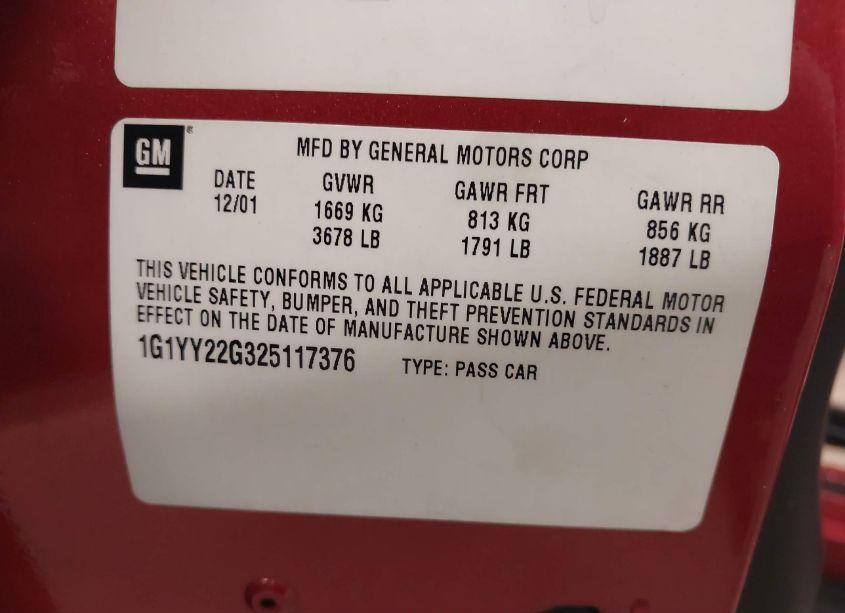 GM
MFD BY GENERAL MOTORS CORP
DATE GVWR GAWR FRT GAWR RR
12/01 1669 KG 813 KG 856 KG
3678 LB 1791 LB 1887 LB
THIS VEHICLE CONFORMS TO ALL APPLICABLE U.S. FEDERAL MOTOR
VEHICLE SAFETY, BUMPER, AND THEFT PREVENTION STANDARDS IN
EFFECT ON THE DATE OF MANUFACTURE SHOWN ABOVE.
1G1YY22G325117376 TYPE: PASS CAR